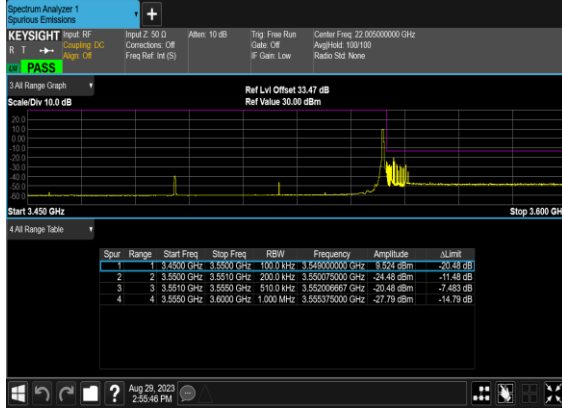 Spectrum Analyzer 1
Spurious Emissions
+
KEYSIGHT Input: RF Input Z: 50 Ω Atten: 10 dB Trig: Free Run Center Freq: 22.005000000 GHz
R T Coupling: DC Corrections: Off Gate: Off Avg|Hold: 100/100
Align: Off Freq Ref: Int (S) IF Gain: Low Radio Std: None
PASS
3 All Range Graph
Ref Lvl Offset 33.47 dB
Scale/Div 10.0 dB Ref Value 30.00 dBm
20.0
10.0
0.00
-10.0
-20.0
-30.0
-40.0
-50.0
-60.0
Start 3.450 GHz Stop 3.600 GH
4 All Range Table
Spur Range Start Freq Stop Freq RBW Frequency Amplitude ΔLimit
1 1 3.4500 GHz 3.5500 GHz 100.0 kHz 3.549000000 GHz 9.524 dBm -20.48 dB
2 2 3.5500 GHz 3.5510 GHz 200.0 kHz 3.550075000 GHz -24.48 dBm -11.48 dB
3 3 3.5510 GHz 3.5550 GHz 510.0 kHz 3.552006667 GHz -20.48 dBm -7.483 dB
4 4 3.5550 GHz 3.6000 GHz 1.000 MHz 3.555375000 GHz -27.79 dBm -14.79 dB
? Aug 29, 2023
2:55:46 PM